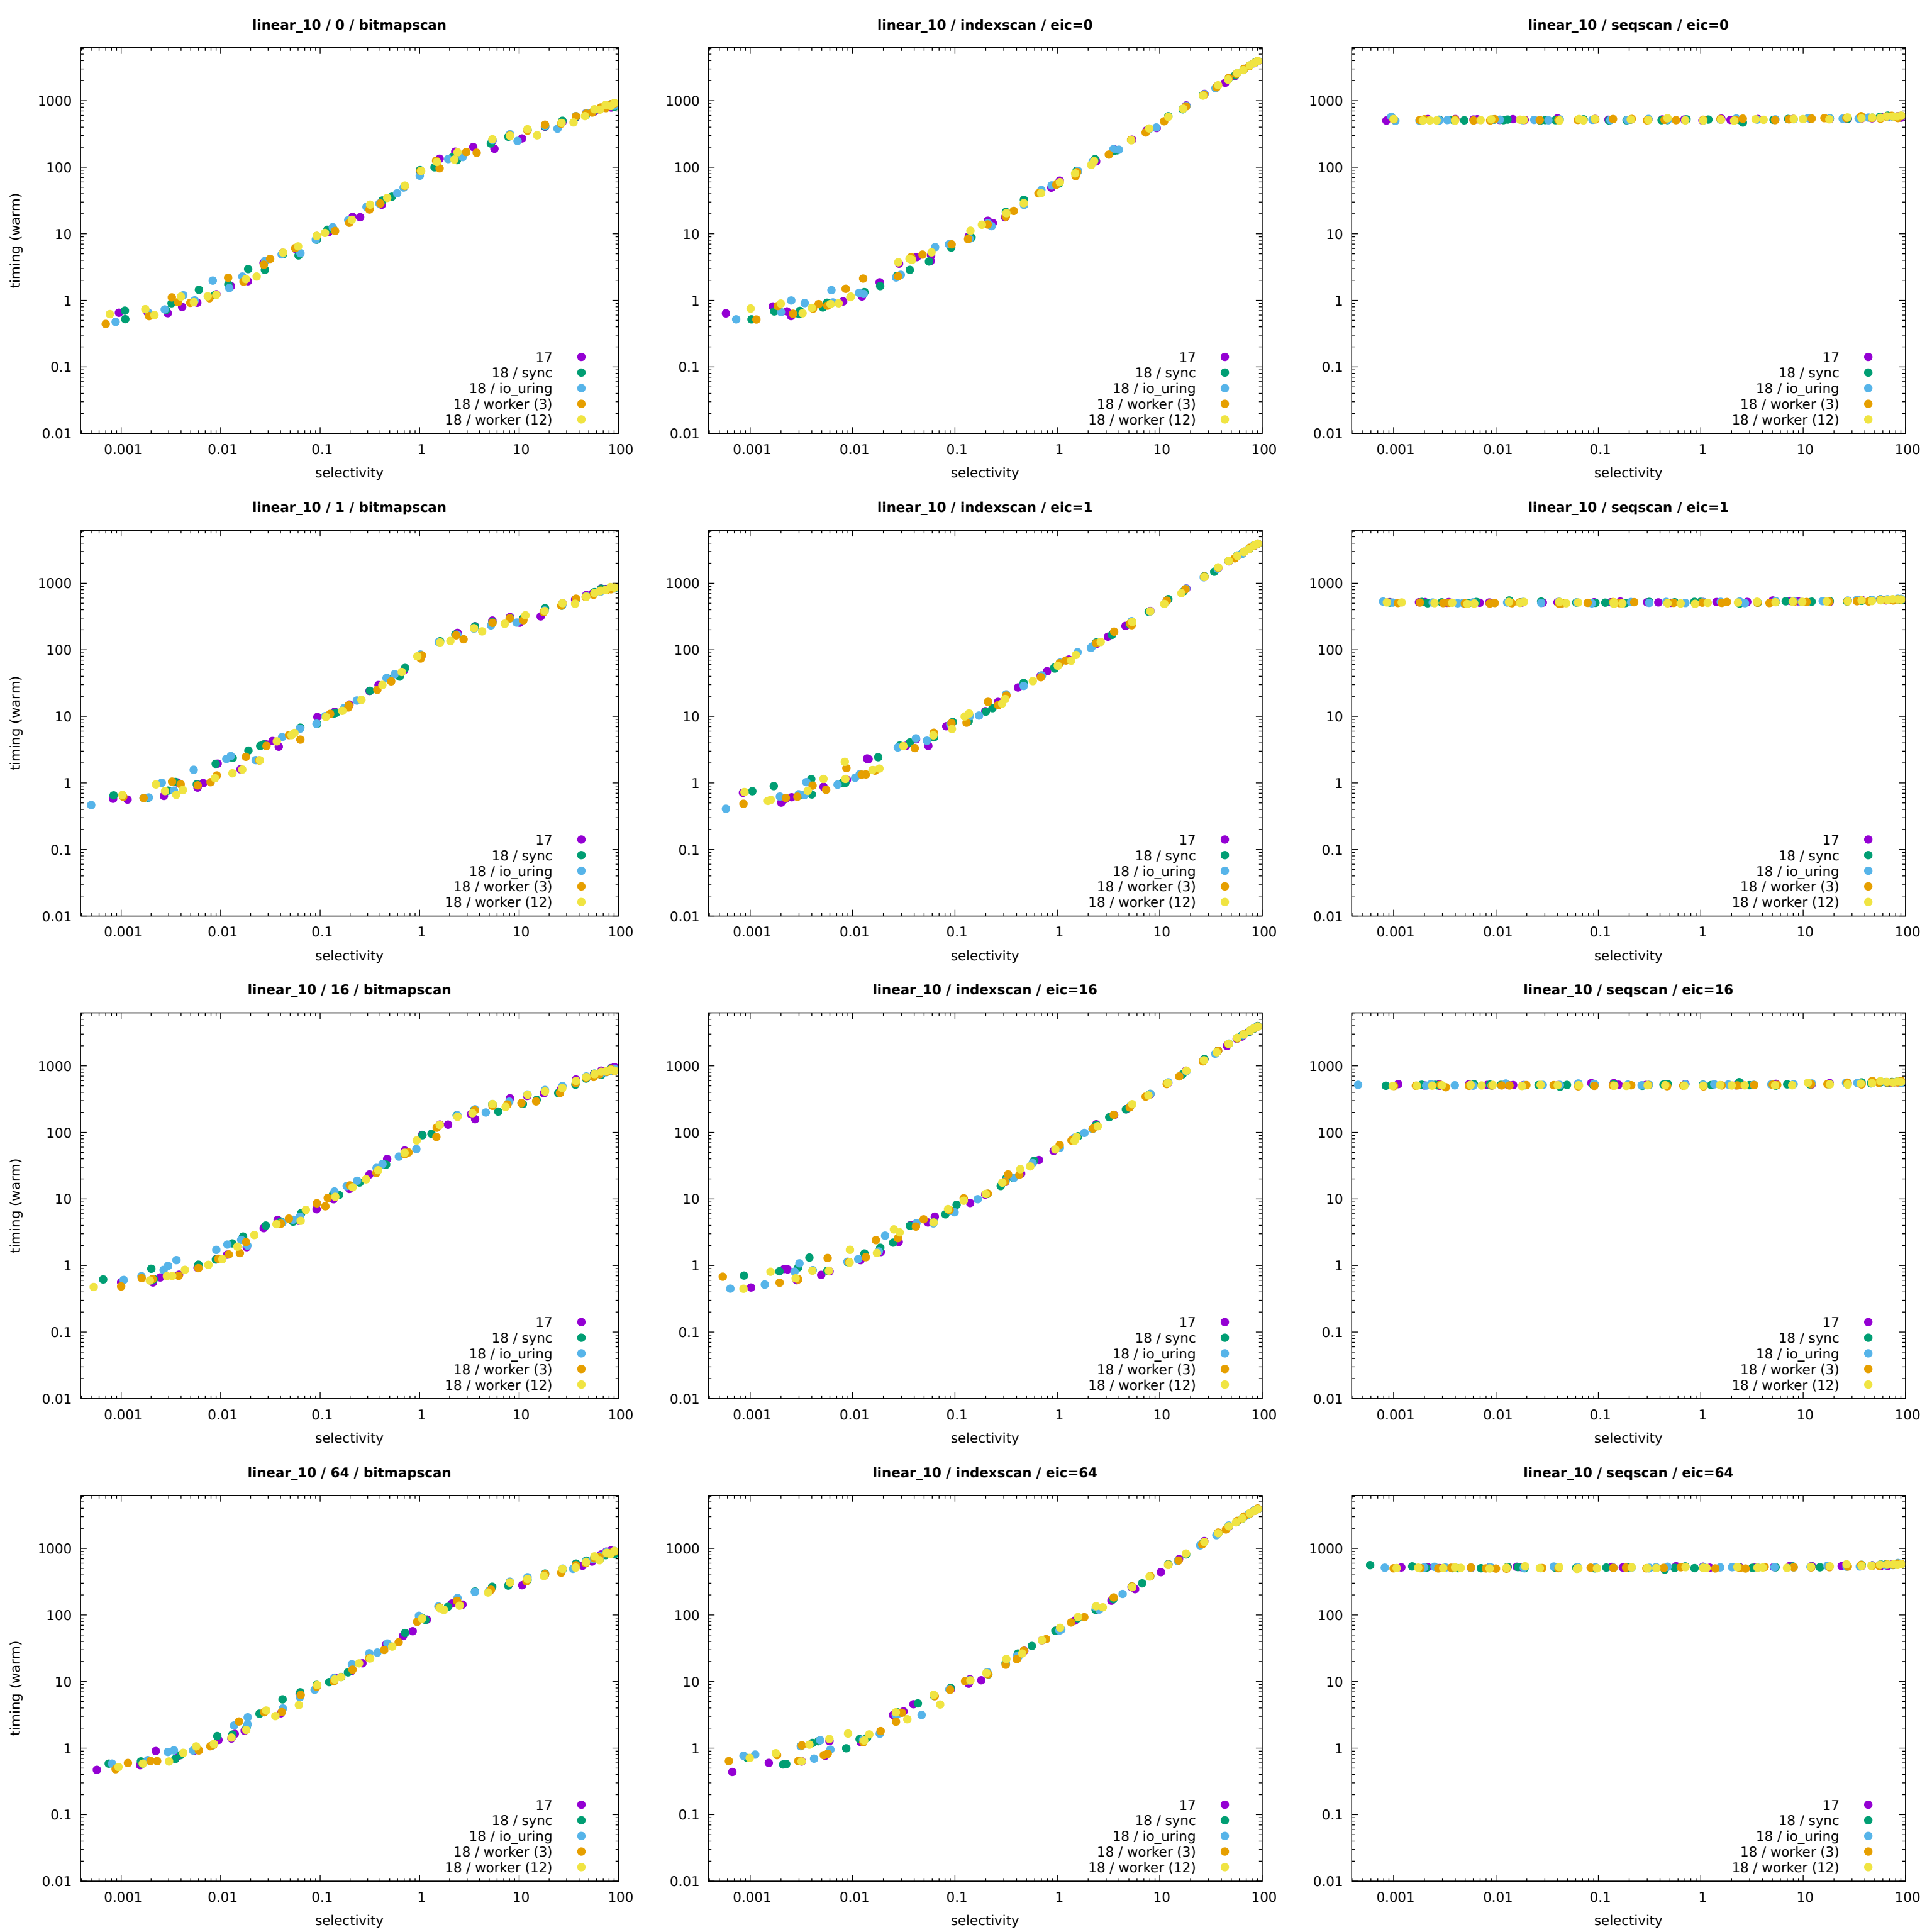 linear_10 / 0 / bitmapscan
timing (warm)
1000
100
10
1
0.1
0.01
17
18 / sync
18 / io_uring
18 / worker (3)
18 / worker (12)
0.001 0.01 0.1 1 10 100
selectivity
linear_10 / indexscan / eic=0
1000
100
10
1
0.1
0.01
17
18 / sync
18 / io_uring
18 / worker (3)
18 / worker (12)
0.001 0.01 0.1 1 10 100
selectivity
linear_10 / seqscan / eic=0
1000
100
10
1
0.1
0.01
17
18 / sync
18 / io_uring
18 / worker (3)
18 / worker (12)
0.001 0.01 0.1 1 10 100
selectivity
linear_10 / 1 / bitmapscan
timing (warm)
1000
100
10
1
0.1
0.01
17
18 / sync
18 / io_uring
18 / worker (3)
18 / worker (12)
0.001 0.01 0.1 1 10 100
selectivity
linear_10 / indexscan / eic=1
1000
100
10
1
0.1
0.01
17
18 / sync
18 / io_uring
18 / worker (3)
18 / worker (12)
0.001 0.01 0.1 1 10 100
selectivity
linear_10 / seqscan / eic=1
1000
100
10
1
0.1
0.01
17
18 / sync
18 / io_uring
18 / worker (3)
18 / worker (12)
0.001 0.01 0.1 1 10 100
selectivity
linear_10 / 16 / bitmapscan
timing (warm)
1000
100
10
1
0.1
0.01
17
18 / sync
18 / io_uring
18 / worker (3)
18 / worker (12)
0.001 0.01 0.1 1 10 100
selectivity
linear_10 / indexscan / eic=16
1000
100
10
1
0.1
0.01
17
18 / sync
18 / io_uring
18 / worker (3)
18 / worker (12)
0.001 0.01 0.1 1 10 100
selectivity
linear_10 / seqscan / eic=16
1000
100
10
1
0.1
0.01
17
18 / sync
18 / io_uring
18 / worker (3)
18 / worker (12)
0.001 0.01 0.1 1 10 100
selectivity
linear_10 / 64 / bitmapscan
timing (warm)
1000
100
10
1
0.1
0.01
17
18 / sync
18 / io_uring
18 / worker (3)
18 / worker (12)
0.001 0.01 0.1 1 10 100
selectivity
linear_10 / indexscan / eic=64
1000
100
10
1
0.1
0.01
17
18 / sync
18 / io_uring
18 / worker (3)
18 / worker (12)
0.001 0.01 0.1 1 10 100
selectivity
linear_10 / seqscan / eic=64
1000
100
10
1
0.1
0.01
17
18 / sync
18 / io_uring
18 / worker (3)
18 / worker (12)
0.001 0.01 0.1 1 10 100
selectivity